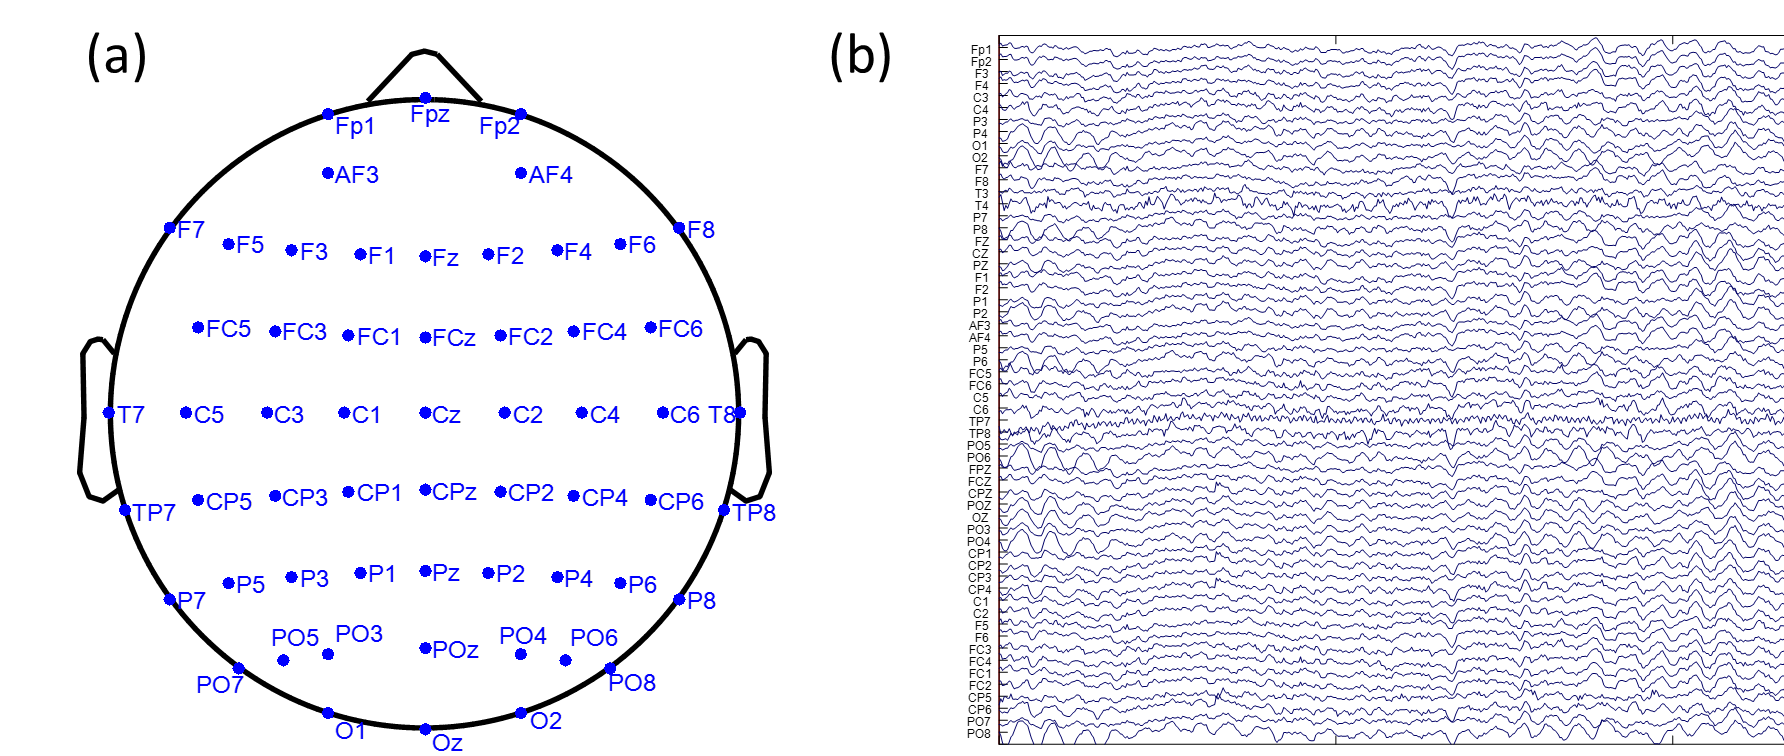 (a)
Fpz
Fp1 Fp2
AF3 AF4
F7 F8
F5 F3 F1 Fz F2 F4 F6
FC5 FC3 FC1 FCz FC2 FC4 FC6
T7 C5 C3 C1 Cz C2 C4 C6 T8
CP5 CP3 CP1 CPz CP2 CP4 CP6
TP7 TP8
P5 P3 P1 Pz P2 P4 P6
P7 P8
PO5 PO3 PO4 PO6
POz
PO7 PO8
O1 O2
Oz
(b)
Fp1
Fp2
F3
F4
C3
C4
P3
P4
O1
O2
F7
F8
T3
T4
P7
P8
FZ
CZ
PZ
F1
F2
P1
P2
AF3
AF4
P5
P6
FC5
FC6
C5
C6
TP7
TP8
PO5
PO6
FPZ
FCZ
CPZ
POZ
OZ
PO3
PO4
CP1
CP2
CP3
CP4
C1
C2
F5
F6
FC3
FC4
FC1
FC2
CP5
CP6
PO7
PO8